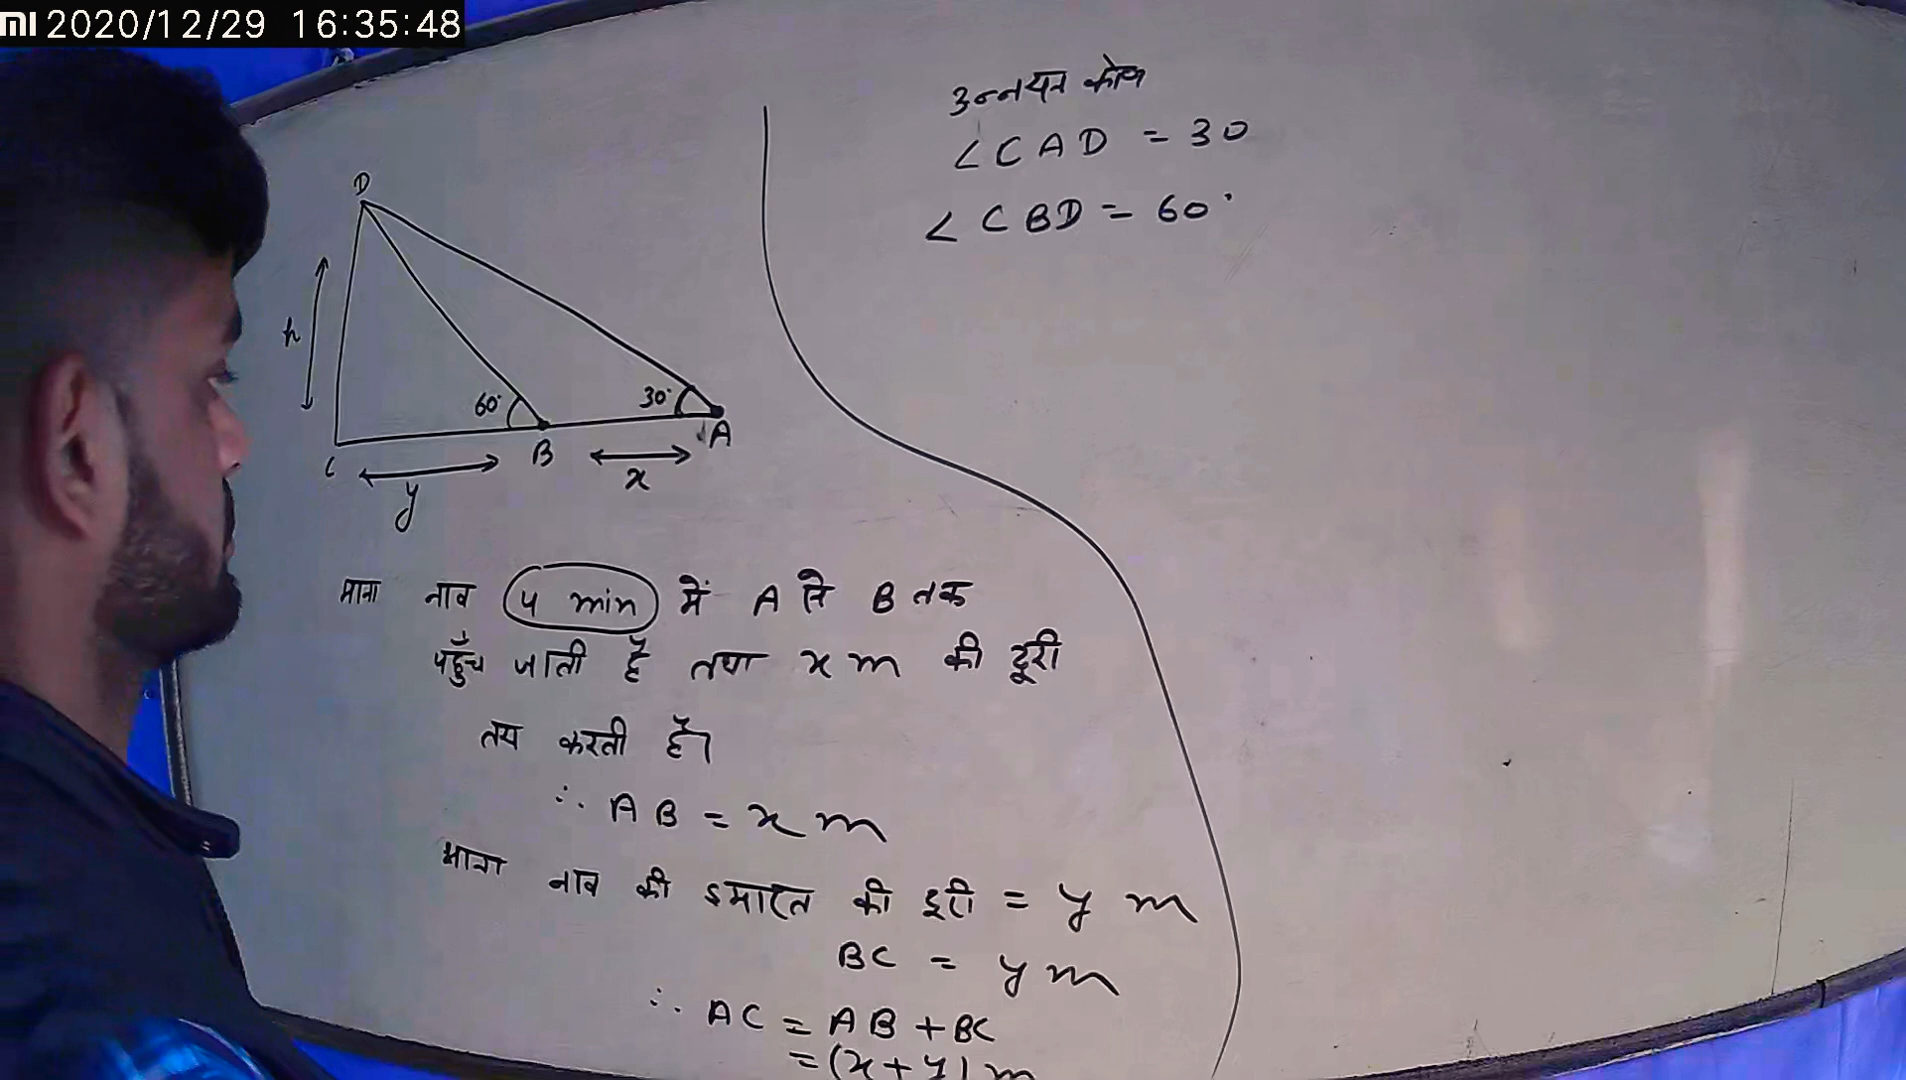 MI 2020/12/29 16:35:48
D
h
60°
30°
C
B
A
y
x
माना नाव 4 min में A से B तक
पहुँच जाती है तथा x m की दूरी
तय करती है।
∴ AB = x m
माना नाव की इमारत की दूरी = y m
BC = y m
∴ AC = AB + BC
= (x + y) m
उन्नयन कोण
∠CAD = 30
∠CBD = 60°